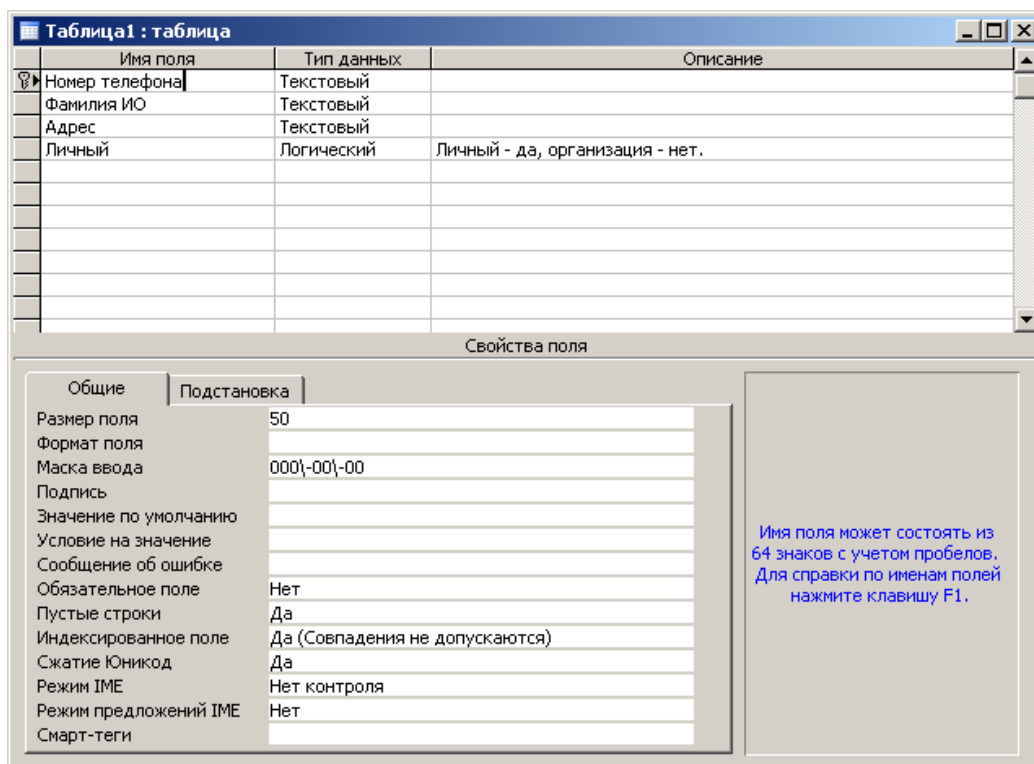 Таблица1 : таблица
Имя поля Тип данных Описание
Номер телефона Текстовый
Фамилия ИО Текстовый
Адрес Текстовый
Личный Логический Личный - да, организация - нет.
Свойства поля
Общие Подстановка
Размер поля 50
Формат поля
Маска ввода 000\-00\-00
Подпись
Значение по умолчанию
Условие на значение
Сообщение об ошибке
Обязательное поле Нет
Пустые строки Да
Индексированное поле Да (Совпадения не допускаются)
Сжатие Юникод Да
Режим IME Нет контроля
Режим предложений IME Нет
Смарт-теги
Имя поля может состоять из
64 знаков с учетом пробелов.
Для справки по именам полей
нажмите клавишу F1.